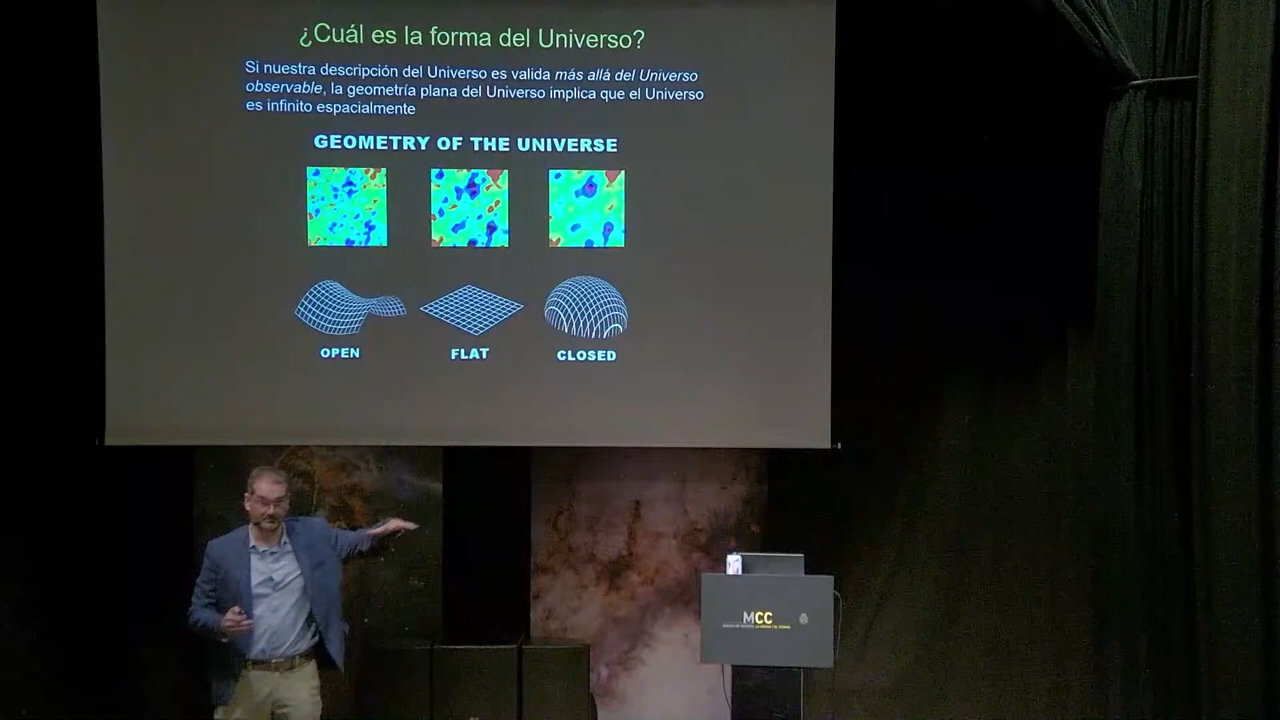 ¿Cuál es la forma del Universo?
Si nuestra descripción del Universo es valida más allá del Universo
observable, la geometría plana del Universo implica que el Universo
es infinito espacialmente
GEOMETRY OF THE UNIVERSE
OPEN FLAT CLOSED
MCC